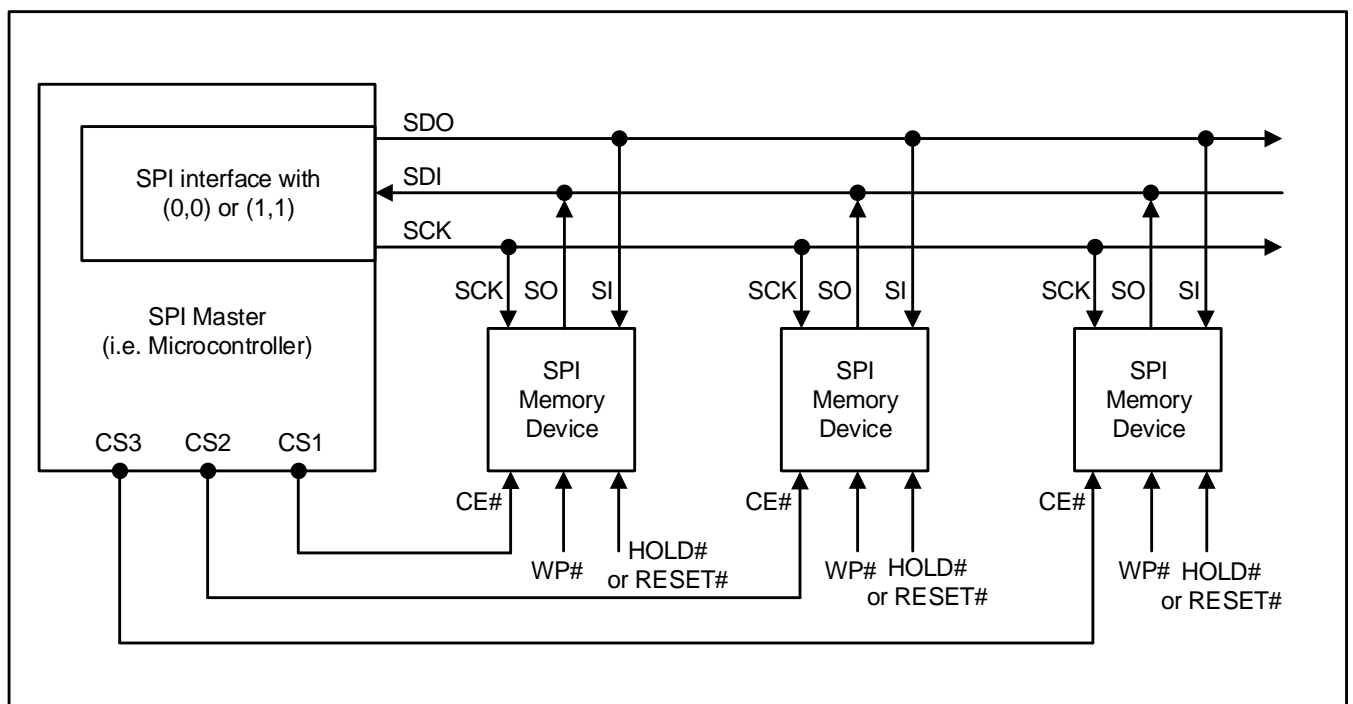 SDO
SDI
SCK
SPI interface with
(0,0) or (1,1)
SPI Master
(i.e. Microcontroller)
CS3 CS2 CS1
SCK SO SI
SPI
Memory
Device
CE#
WP#
HOLD#
or RESET#
SCK SO SI
SPI
Memory
Device
CE#
WP#
HOLD#
or RESET#
SCK SO SI
SPI
Memory
Device
CE#
WP#
HOLD#
or RESET#